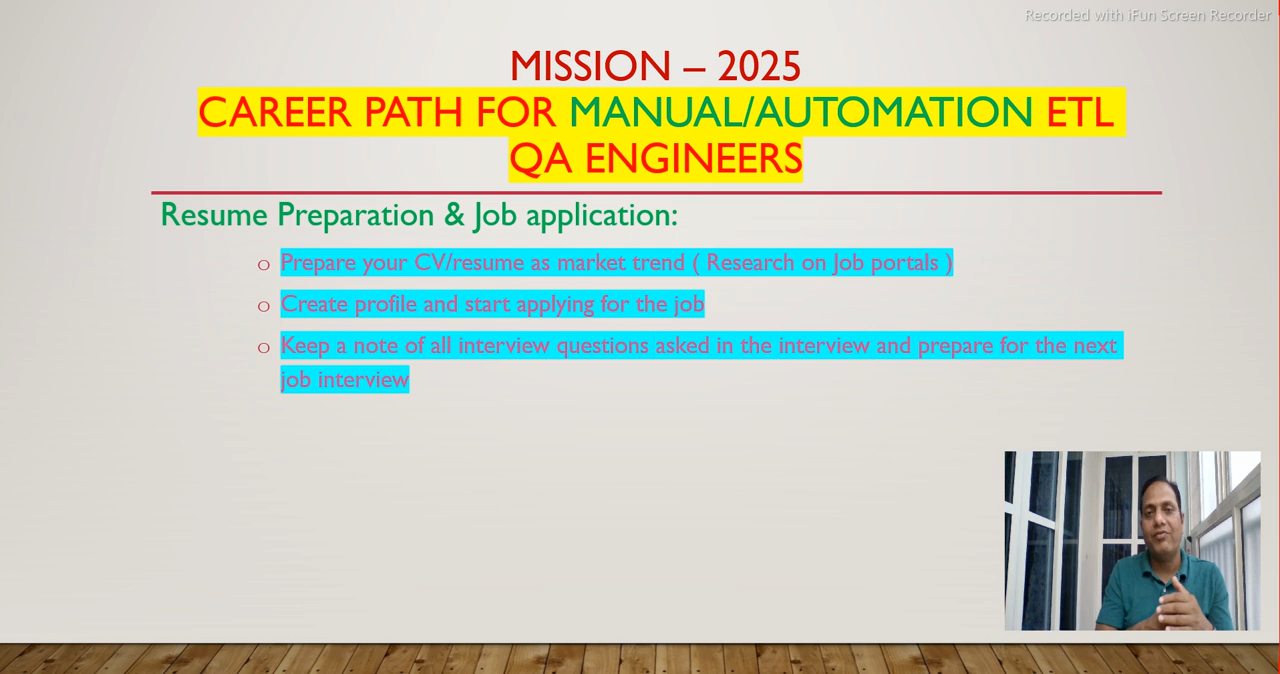 Recorded with iFun Screen Recorder
MISSION – 2025
CAREER PATH FOR MANUAL/AUTOMATION ETL
QA ENGINEERS
Resume Preparation & Job application:
o Prepare your CV/resume as market trend ( Research on Job portals )
o Create profile and start applying for the job
o Keep a note of all interview questions asked in the interview and prepare for the next
job interview